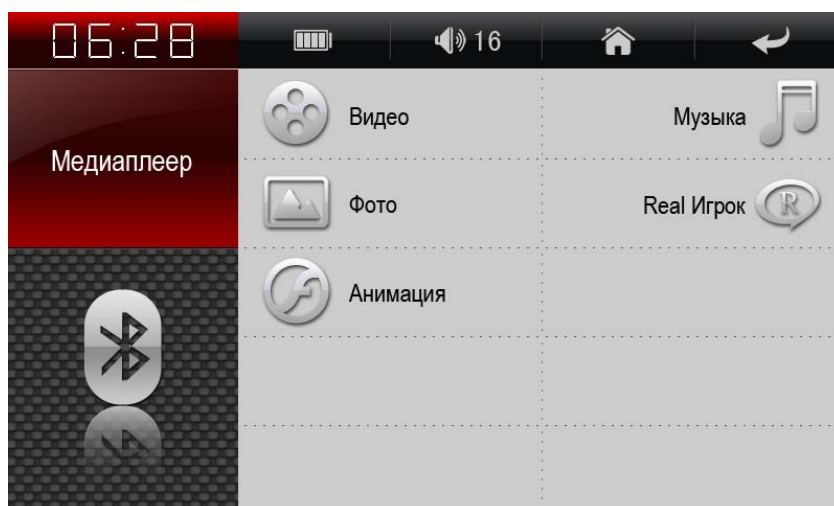 06:28
16
Медиаплеер
Видео
Музыка
Фото
Real Игрок
R
Анимация